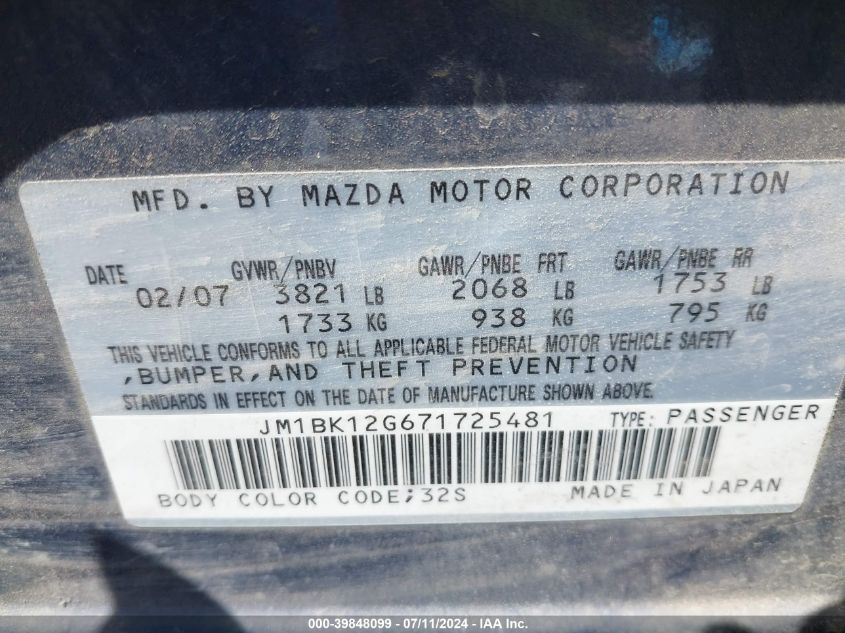 MFD. BY MAZDA MOTOR CORPORATION
DATE GVWR/PNBV GAWR/PNBE FRT GAWR/PNBE RR
02/07 3821 LB 2068 LB 1753 LB
1733 KG 938 KG 795 KG
THIS VEHICLE CONFORMS TO ALL APPLICABLE FEDERAL MOTOR VEHICLE SAFETY
,BUMPER,AND THEFT PREVENTION
STANDARDS IN EFFECT ON THE DATE OF MANUFACTURE SHOWN ABOVE.
JM1BK12G671725481 TYPE: PASSENGER
BODY COLOR CODE;32S MADE IN JAPAN
000-39848099 - 07/11/2024 - IAA Inc.